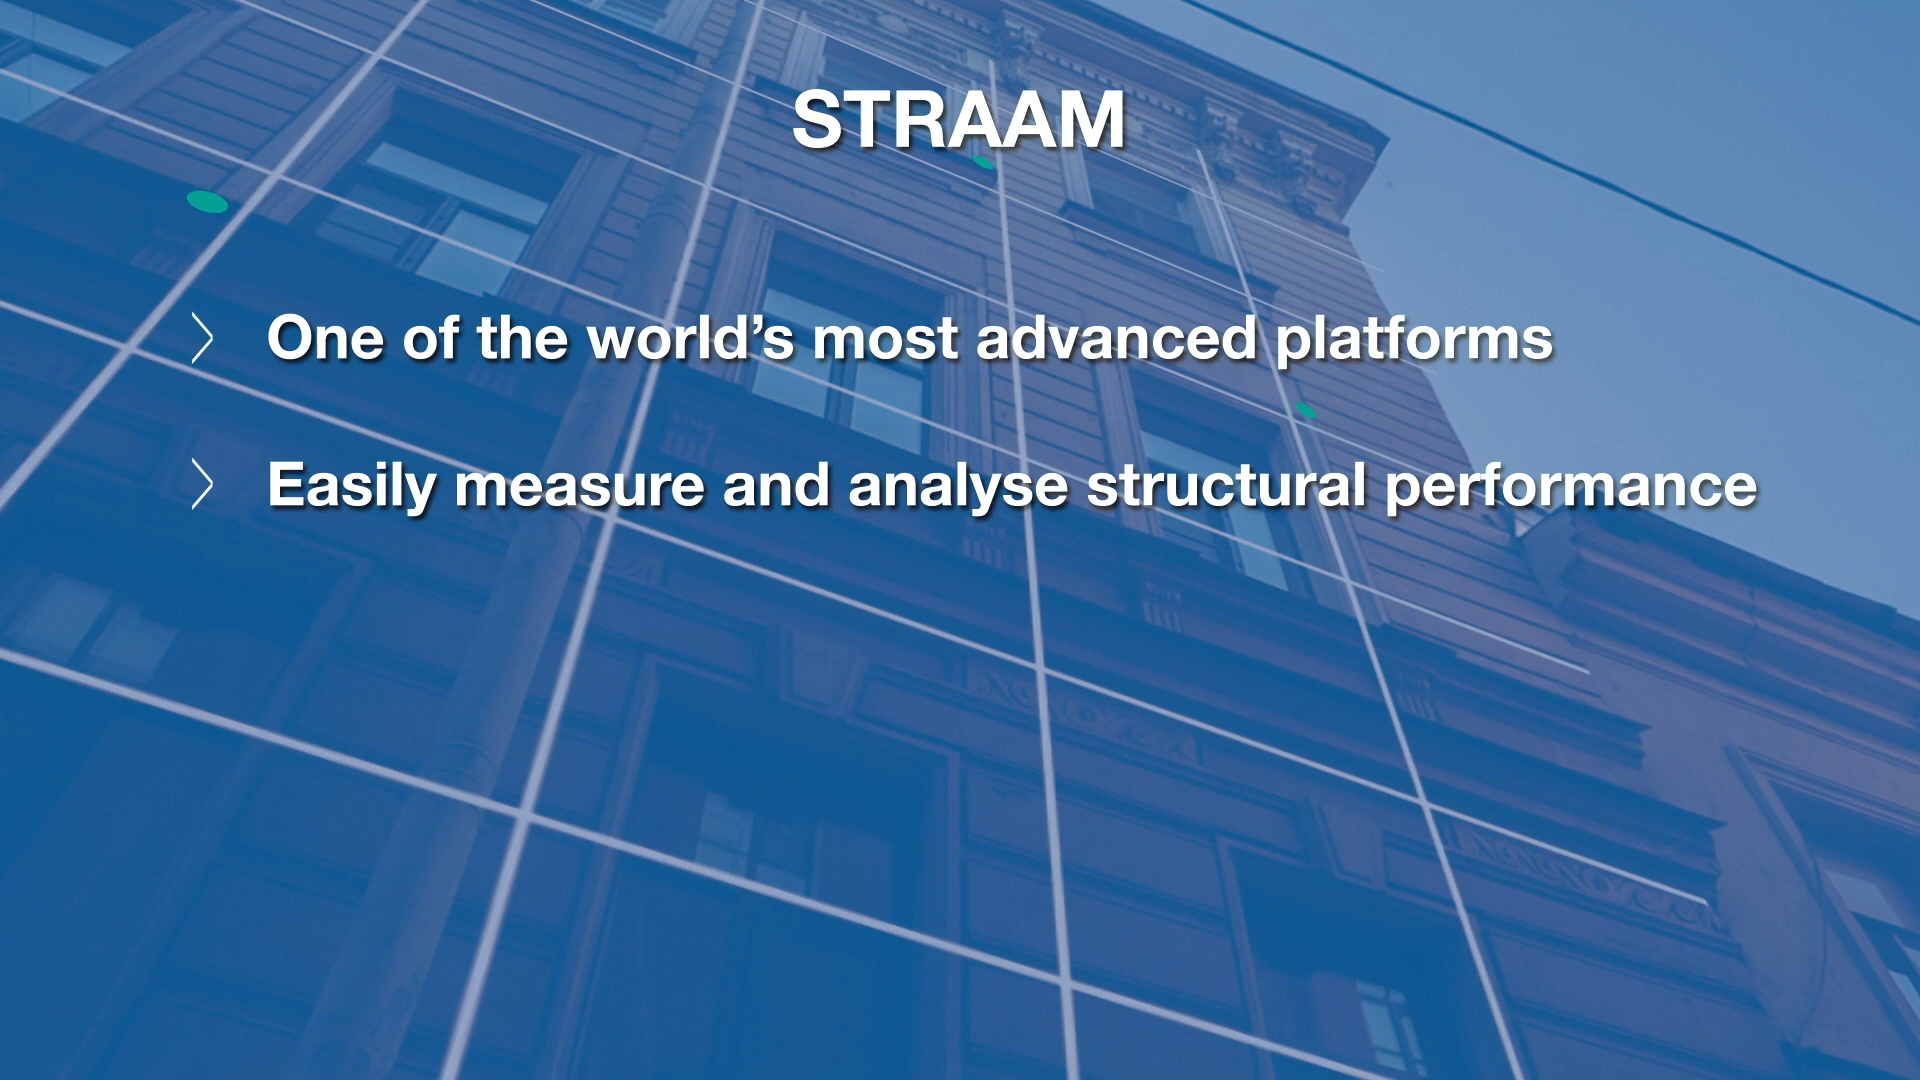 STRAAM
One of the world’s most advanced platforms
Easily measure and analyse structural performance